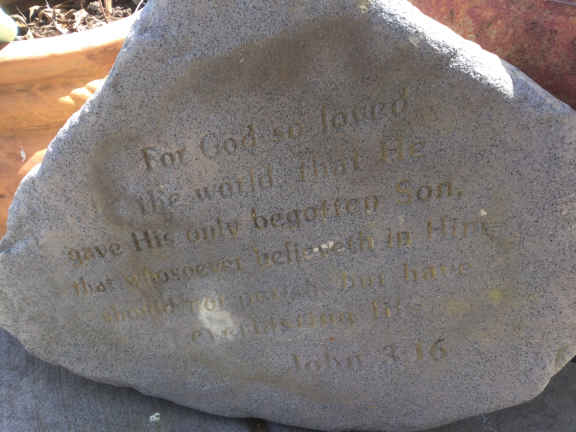 For God so loved
the world, that He
gave His only begotten Son,
that whosoever believeth in Him
should not perish, but have
everlasting life
John 3:16